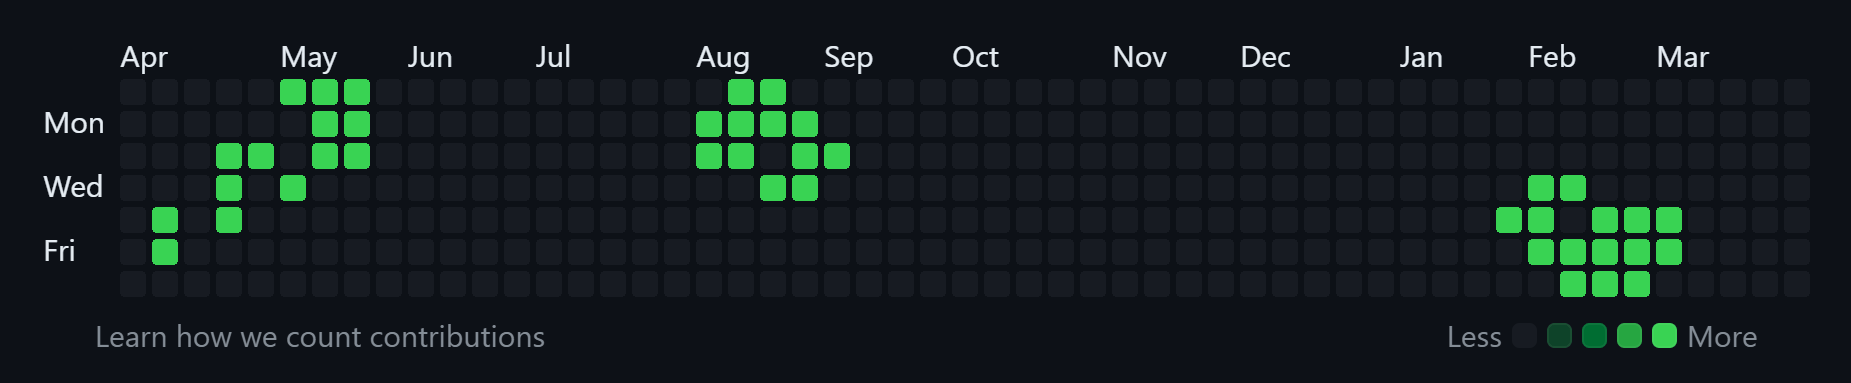 Apr May Jun Jul Aug Sep Oct Nov Dec Jan Feb Mar
Mon
Wed
Fri
Learn how we count contributions Less More